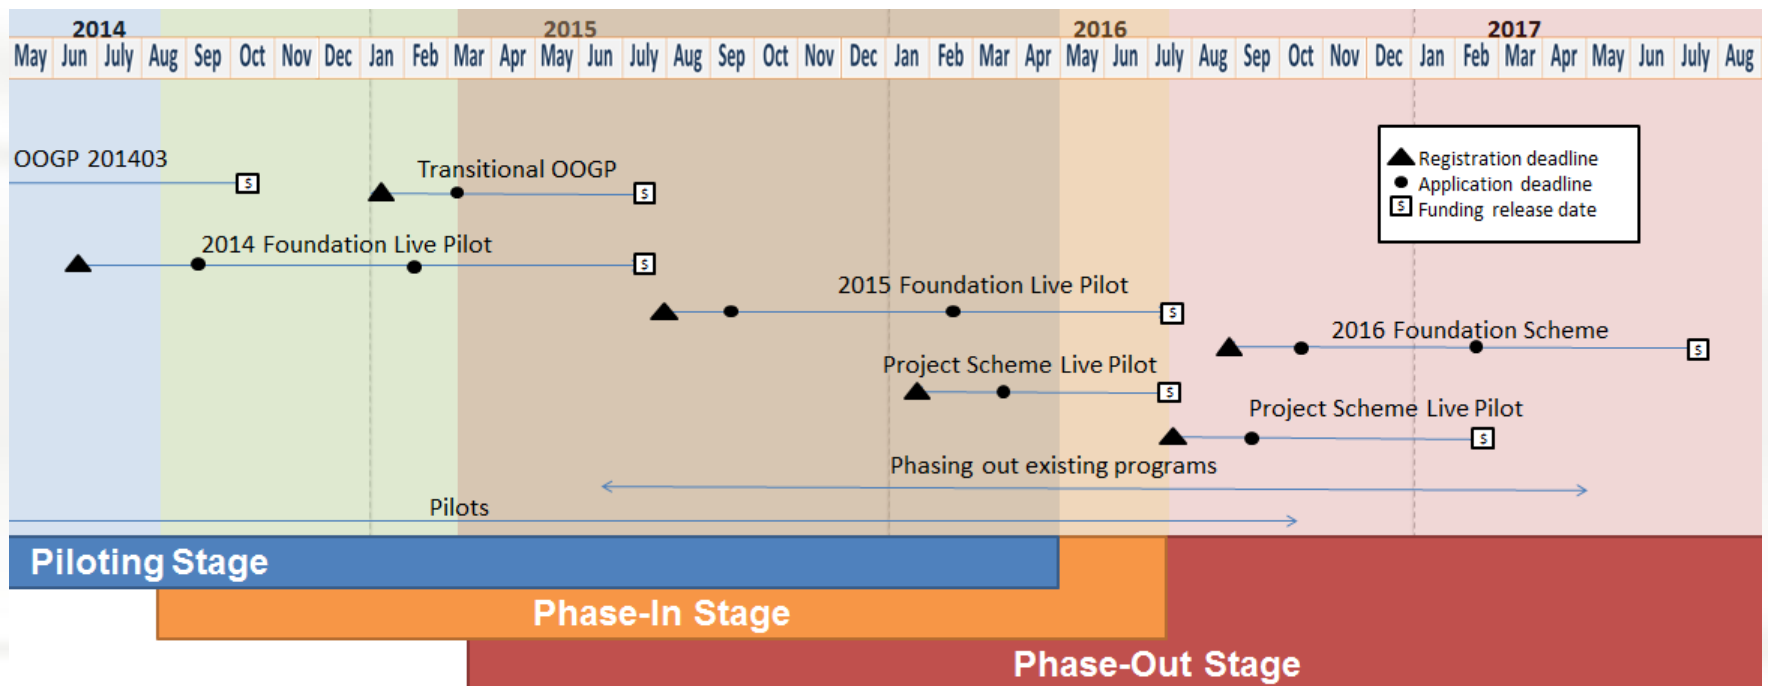 2014 2015 2016 2017
May Jun July Aug Sep Oct Nov Dec Jan Feb Mar Apr May Jun July Aug Sep Oct Nov Dec Jan Feb Mar Apr May Jun July Aug Sep Oct Nov Dec Jan Feb Mar Apr May Jun July Aug
OOGP 201403
$
Transitional OOGP
$
Registration deadline
Application deadline
$ Funding release date
2014 Foundation Live Pilot
$
2015 Foundation Live Pilot
$
2016 Foundation Scheme
$
Project Scheme Live Pilot
$
Project Scheme Live Pilot
$
Phasing out existing programs
Pilots
Piloting Stage
Phase-In Stage
Phase-Out Stage